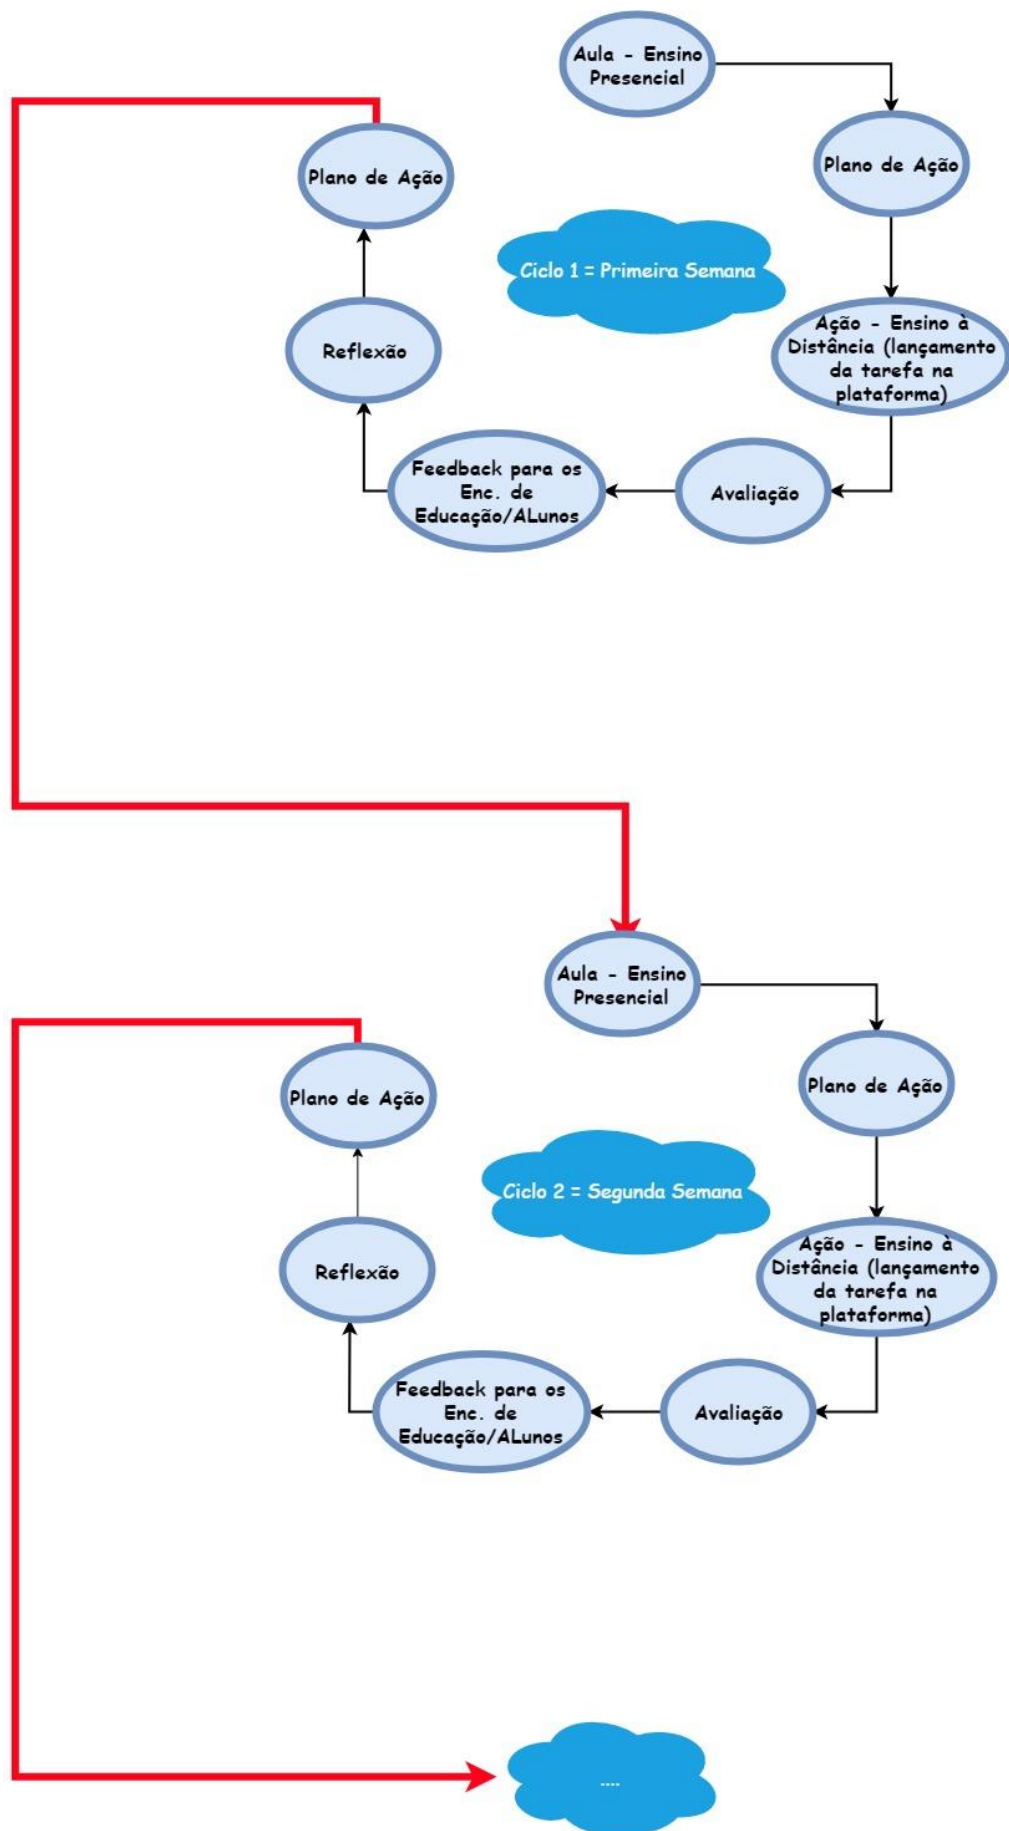 Aula - Ensino
Presencial
Plano de Ação
Plano de Ação
Ciclo 1 = Primeira Semana
Ação - Ensino à
Distância (lançamento
da tarefa na
plataforma)
Reflexão
Feedback para os
Enc. de
Educação/ALunos
Avaliação
Aula - Ensino
Presencial
Plano de Ação
Plano de Ação
Ciclo 2 = Segunda Semana
Ação - Ensino à
Distância (lançamento
da tarefa na
plataforma)
Reflexão
Feedback para os
Enc. de
Educação/ALunos
Avaliação
....